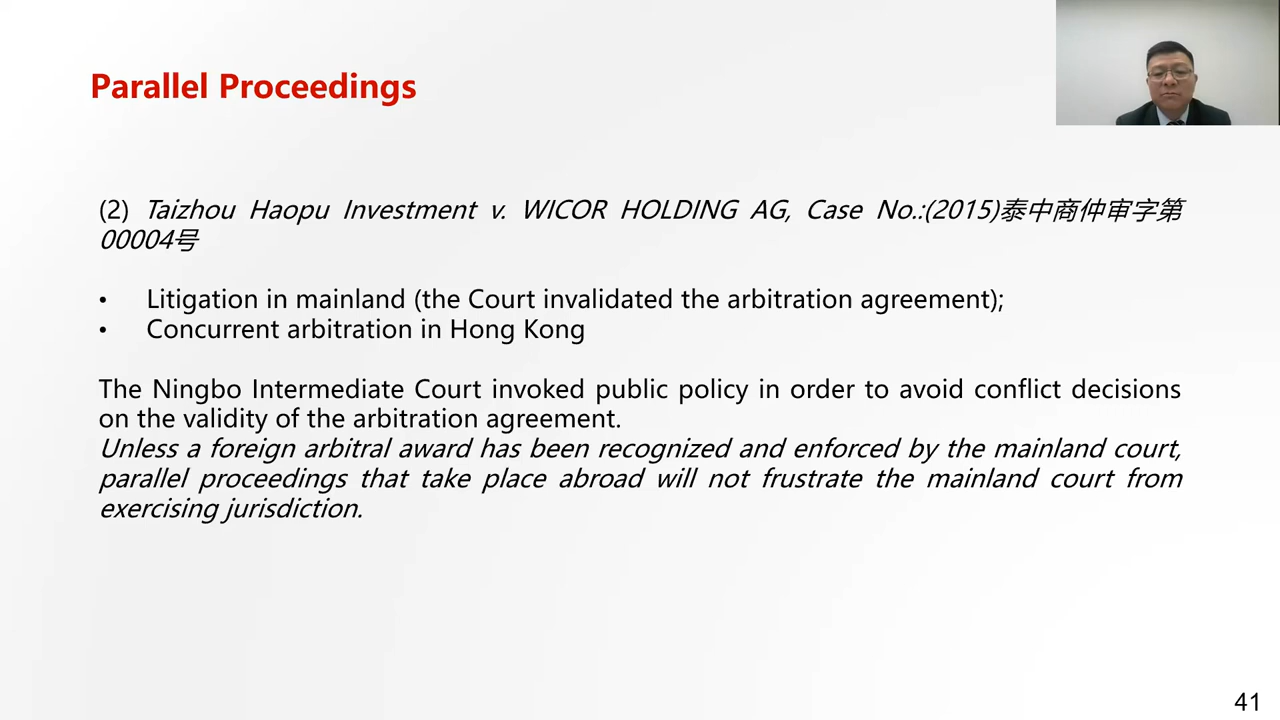 Parallel Proceedings
(2) Taizhou Haopu Investment v. WICOR HOLDING AG, Case No.:(2015)泰中商仲审字第
00004号
• Litigation in mainland (the Court invalidated the arbitration agreement);
• Concurrent arbitration in Hong Kong
The Ningbo Intermediate Court invoked public policy in order to avoid conflict decisions
on the validity of the arbitration agreement.
Unless a foreign arbitral award has been recognized and enforced by the mainland court,
parallel proceedings that take place abroad will not frustrate the mainland court from
exercising jurisdiction.
41